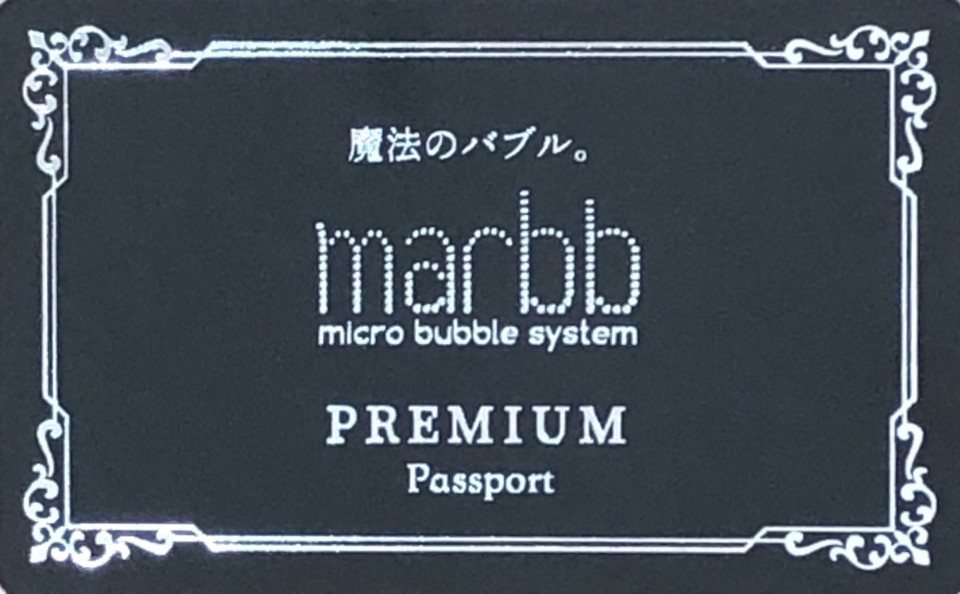 魔法のバブル。
marbb
micro bubble system
PREMIUM
Passport